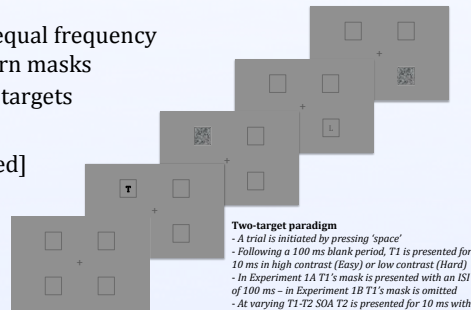 equal frequency
rn masks
targets
ed]
T
L
Two-target paradigm
- A trial is initiated by pressing ‘space’
- Following a 100 ms blank period, T1 is presented for
10 ms in high contrast (Easy) or low contrast (Hard)
- In Experiment 1A T1’s mask is presented with an ISI
of 100 ms – in Experiment 1B T1’s mask is omitted
- At varying T1-T2 SOA T2 is presented for 10 ms with